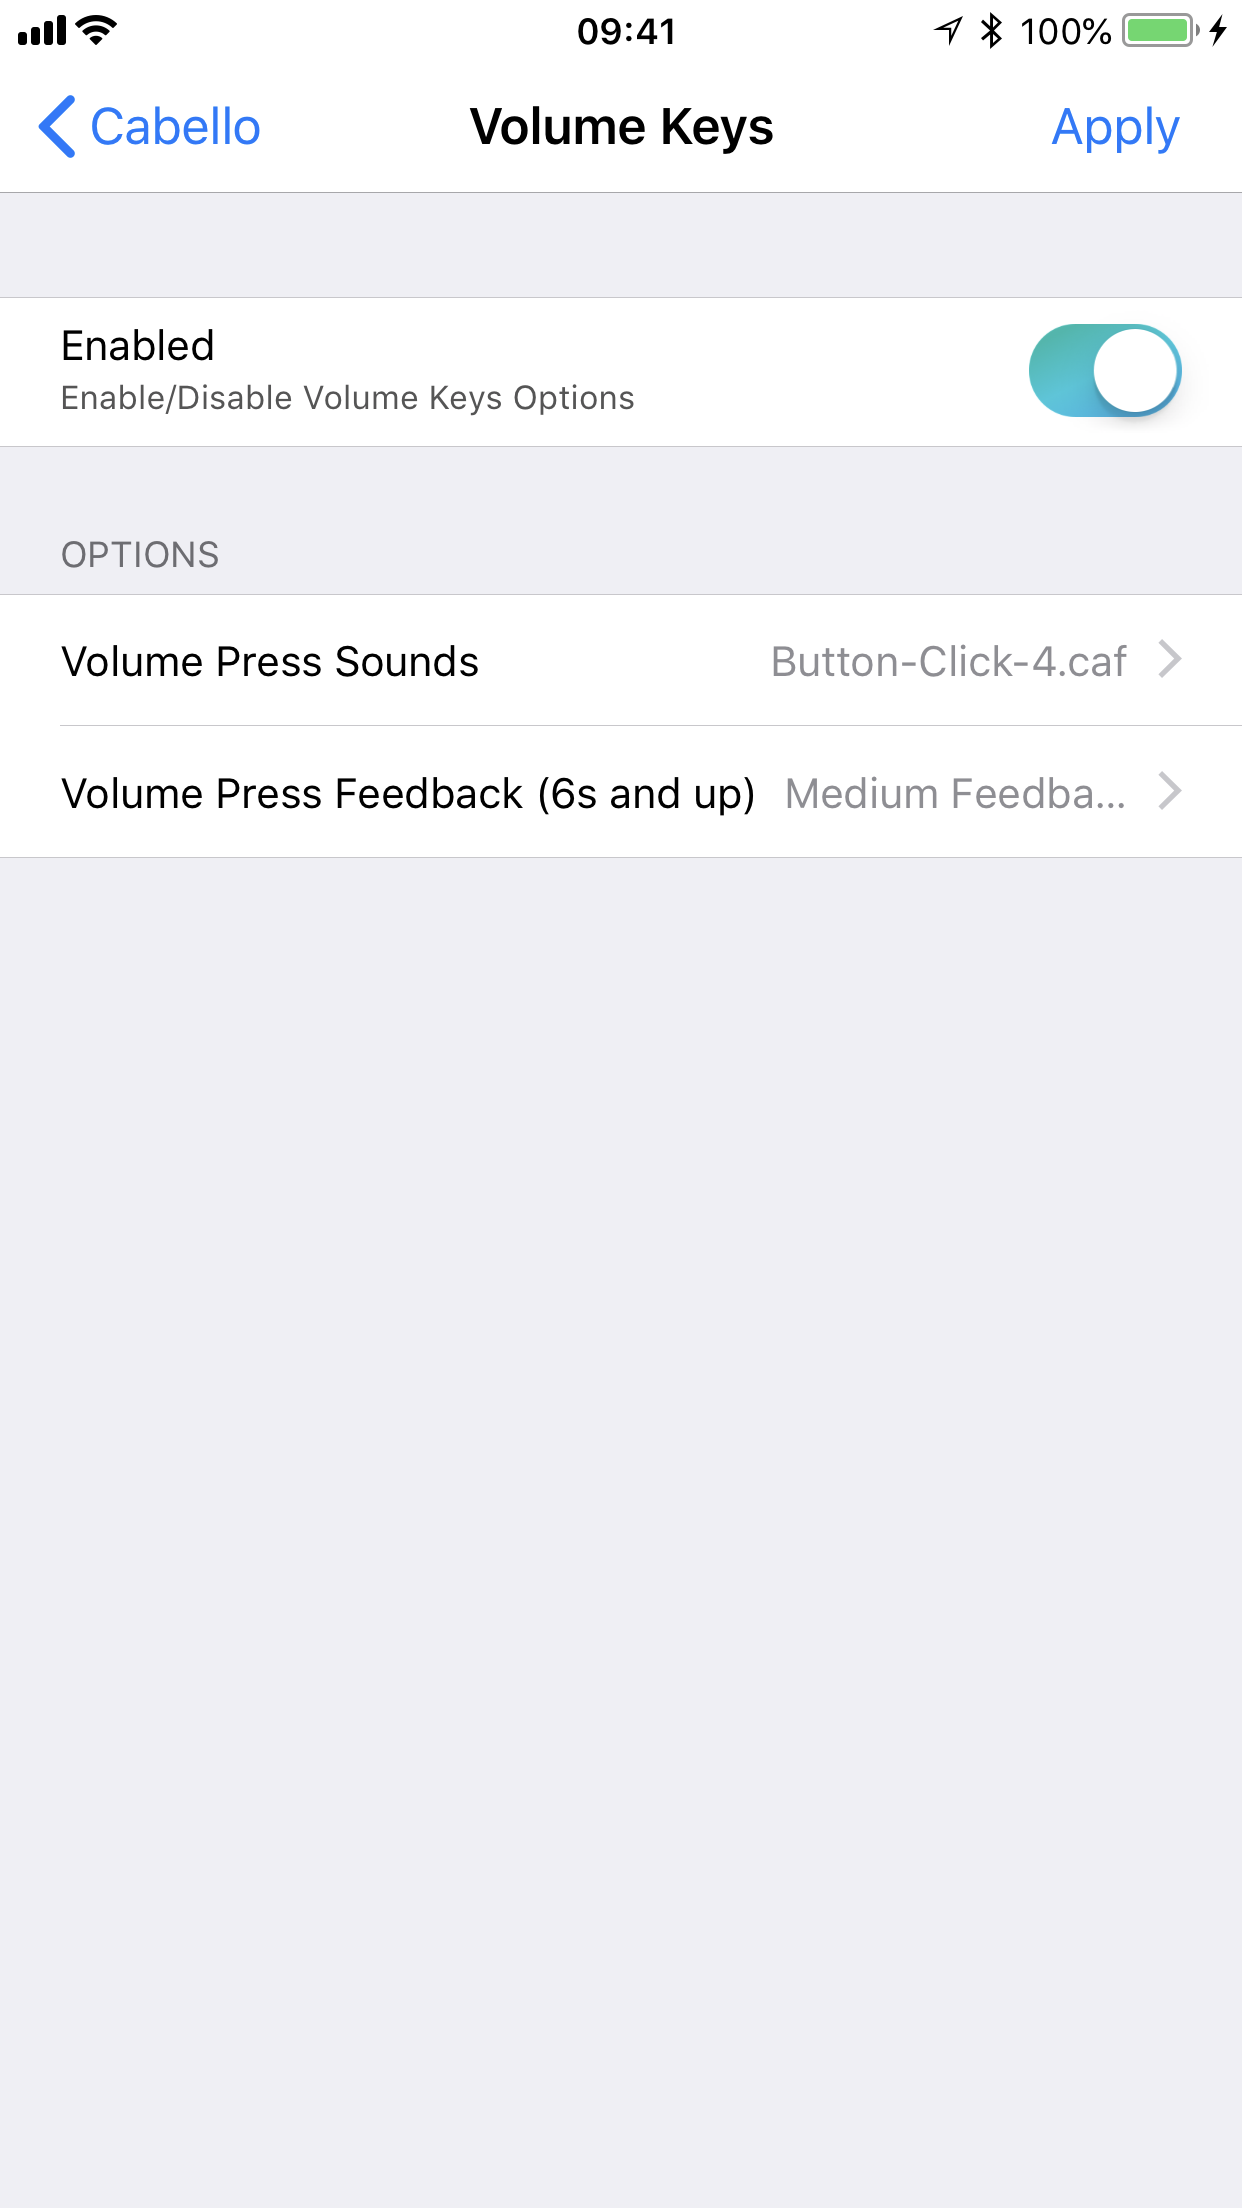 09:41
100%
Cabello
Volume Keys
Apply
Enabled
Enable/Disable Volume Keys Options
OPTIONS
Volume Press Sounds
Button-Click-4.caf
Volume Press Feedback (6s and up)
Medium Feedba...